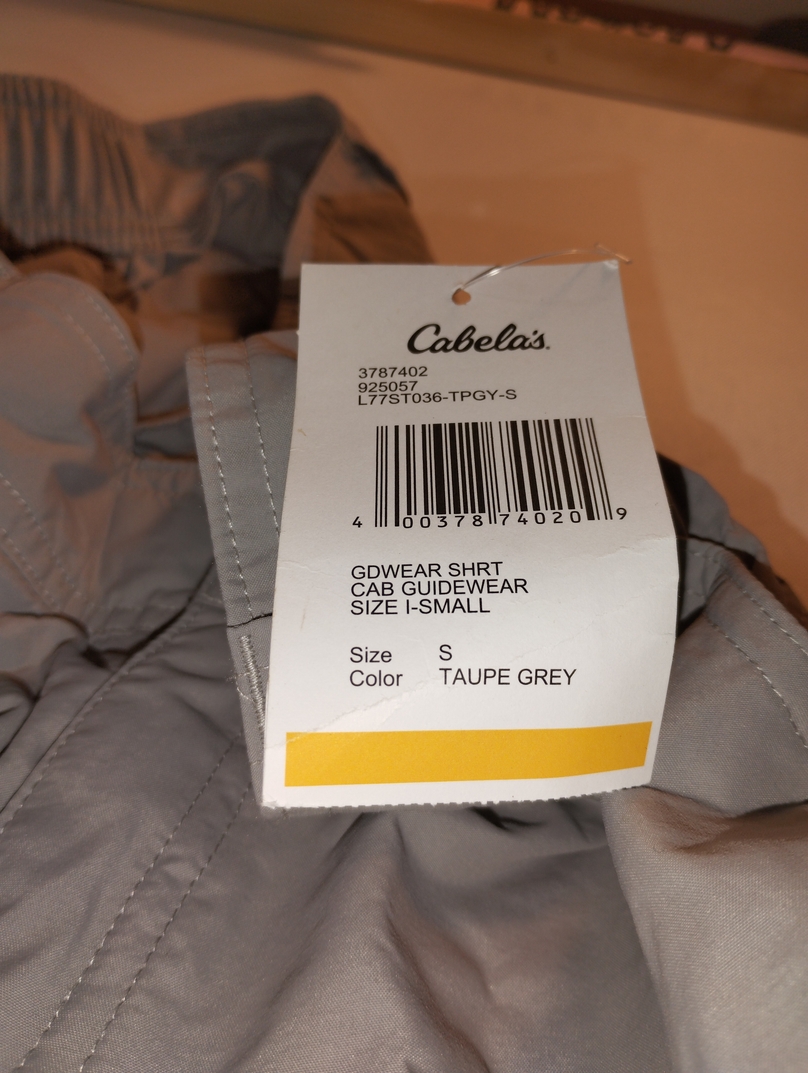 Cabela's.
3787402
925057
L77ST036-TPGY-S
4 00378 74020 9
GDWEAR SHRT
CAB GUIDEWEAR
SIZE I-SMALL
Size S
Color TAUPE GREY